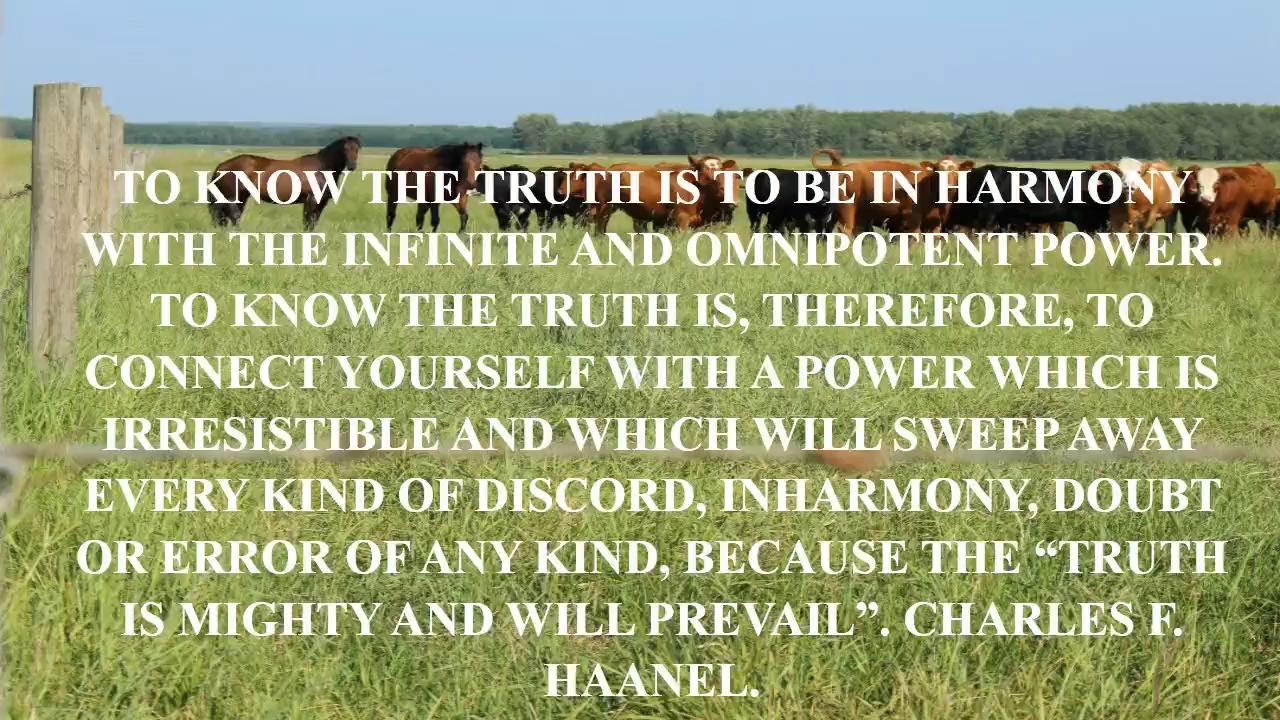 TO KNOW THE TRUTH IS TO BE IN HARMONY
WITH THE INFINITE AND OMNIPOTENT POWER.
TO KNOW THE TRUTH IS, THEREFORE, TO
CONNECT YOURSELF WITH A POWER WHICH IS
IRRESISTIBLE AND WHICH WILL SWEEP AWAY
EVERY KIND OF DISCORD, INHARMONY, DOUBT
OR ERROR OF ANY KIND, BECAUSE THE “TRUTH
IS MIGHTY AND WILL PREVAIL”. CHARLES F.
HAANEL.